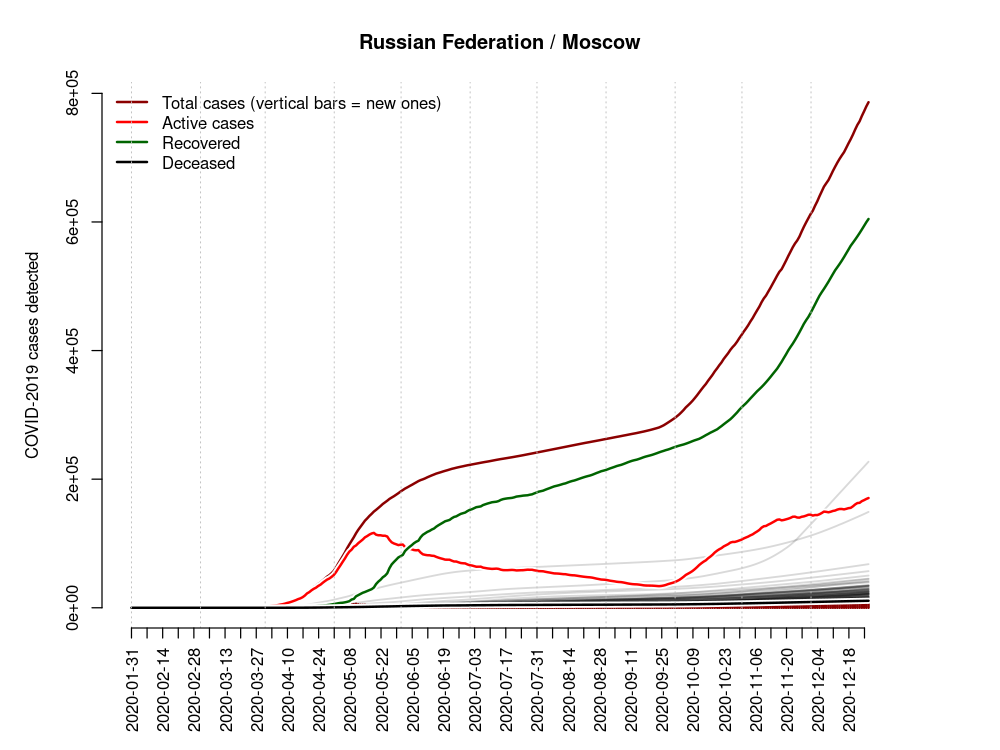 Russian Federation / Moscow
Total cases (vertical bars = new ones)
Active cases
Recovered
Deceased
COVID-2019 cases detected
8e+05
6e+05
4e+05
2e+05
0e+00
2020-01-31
2020-02-14
2020-02-28
2020-03-13
2020-03-27
2020-04-10
2020-04-24
2020-05-08
2020-05-22
2020-06-05
2020-06-19
2020-07-03
2020-07-17
2020-07-31
2020-08-14
2020-08-28
2020-09-11
2020-09-25
2020-10-09
2020-10-23
2020-11-06
2020-11-20
2020-12-04
2020-12-18